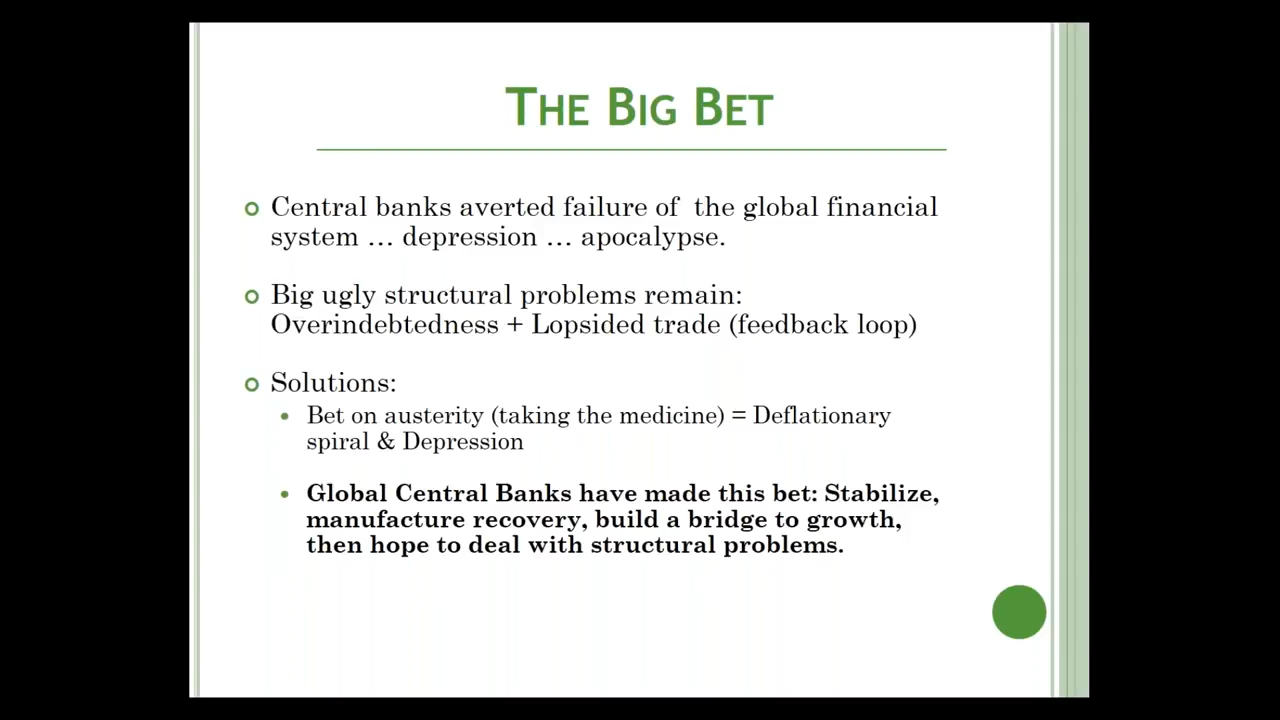 THE BIG BET
Central banks averted failure of the global financial
system … depression … apocalypse.
Big ugly structural problems remain:
Overindebtedness + Lopsided trade (feedback loop)
Solutions:
Bet on austerity (taking the medicine) = Deflationary
spiral & Depression
Global Central Banks have made this bet: Stabilize,
manufacture recovery, build a bridge to growth,
then hope to deal with structural problems.